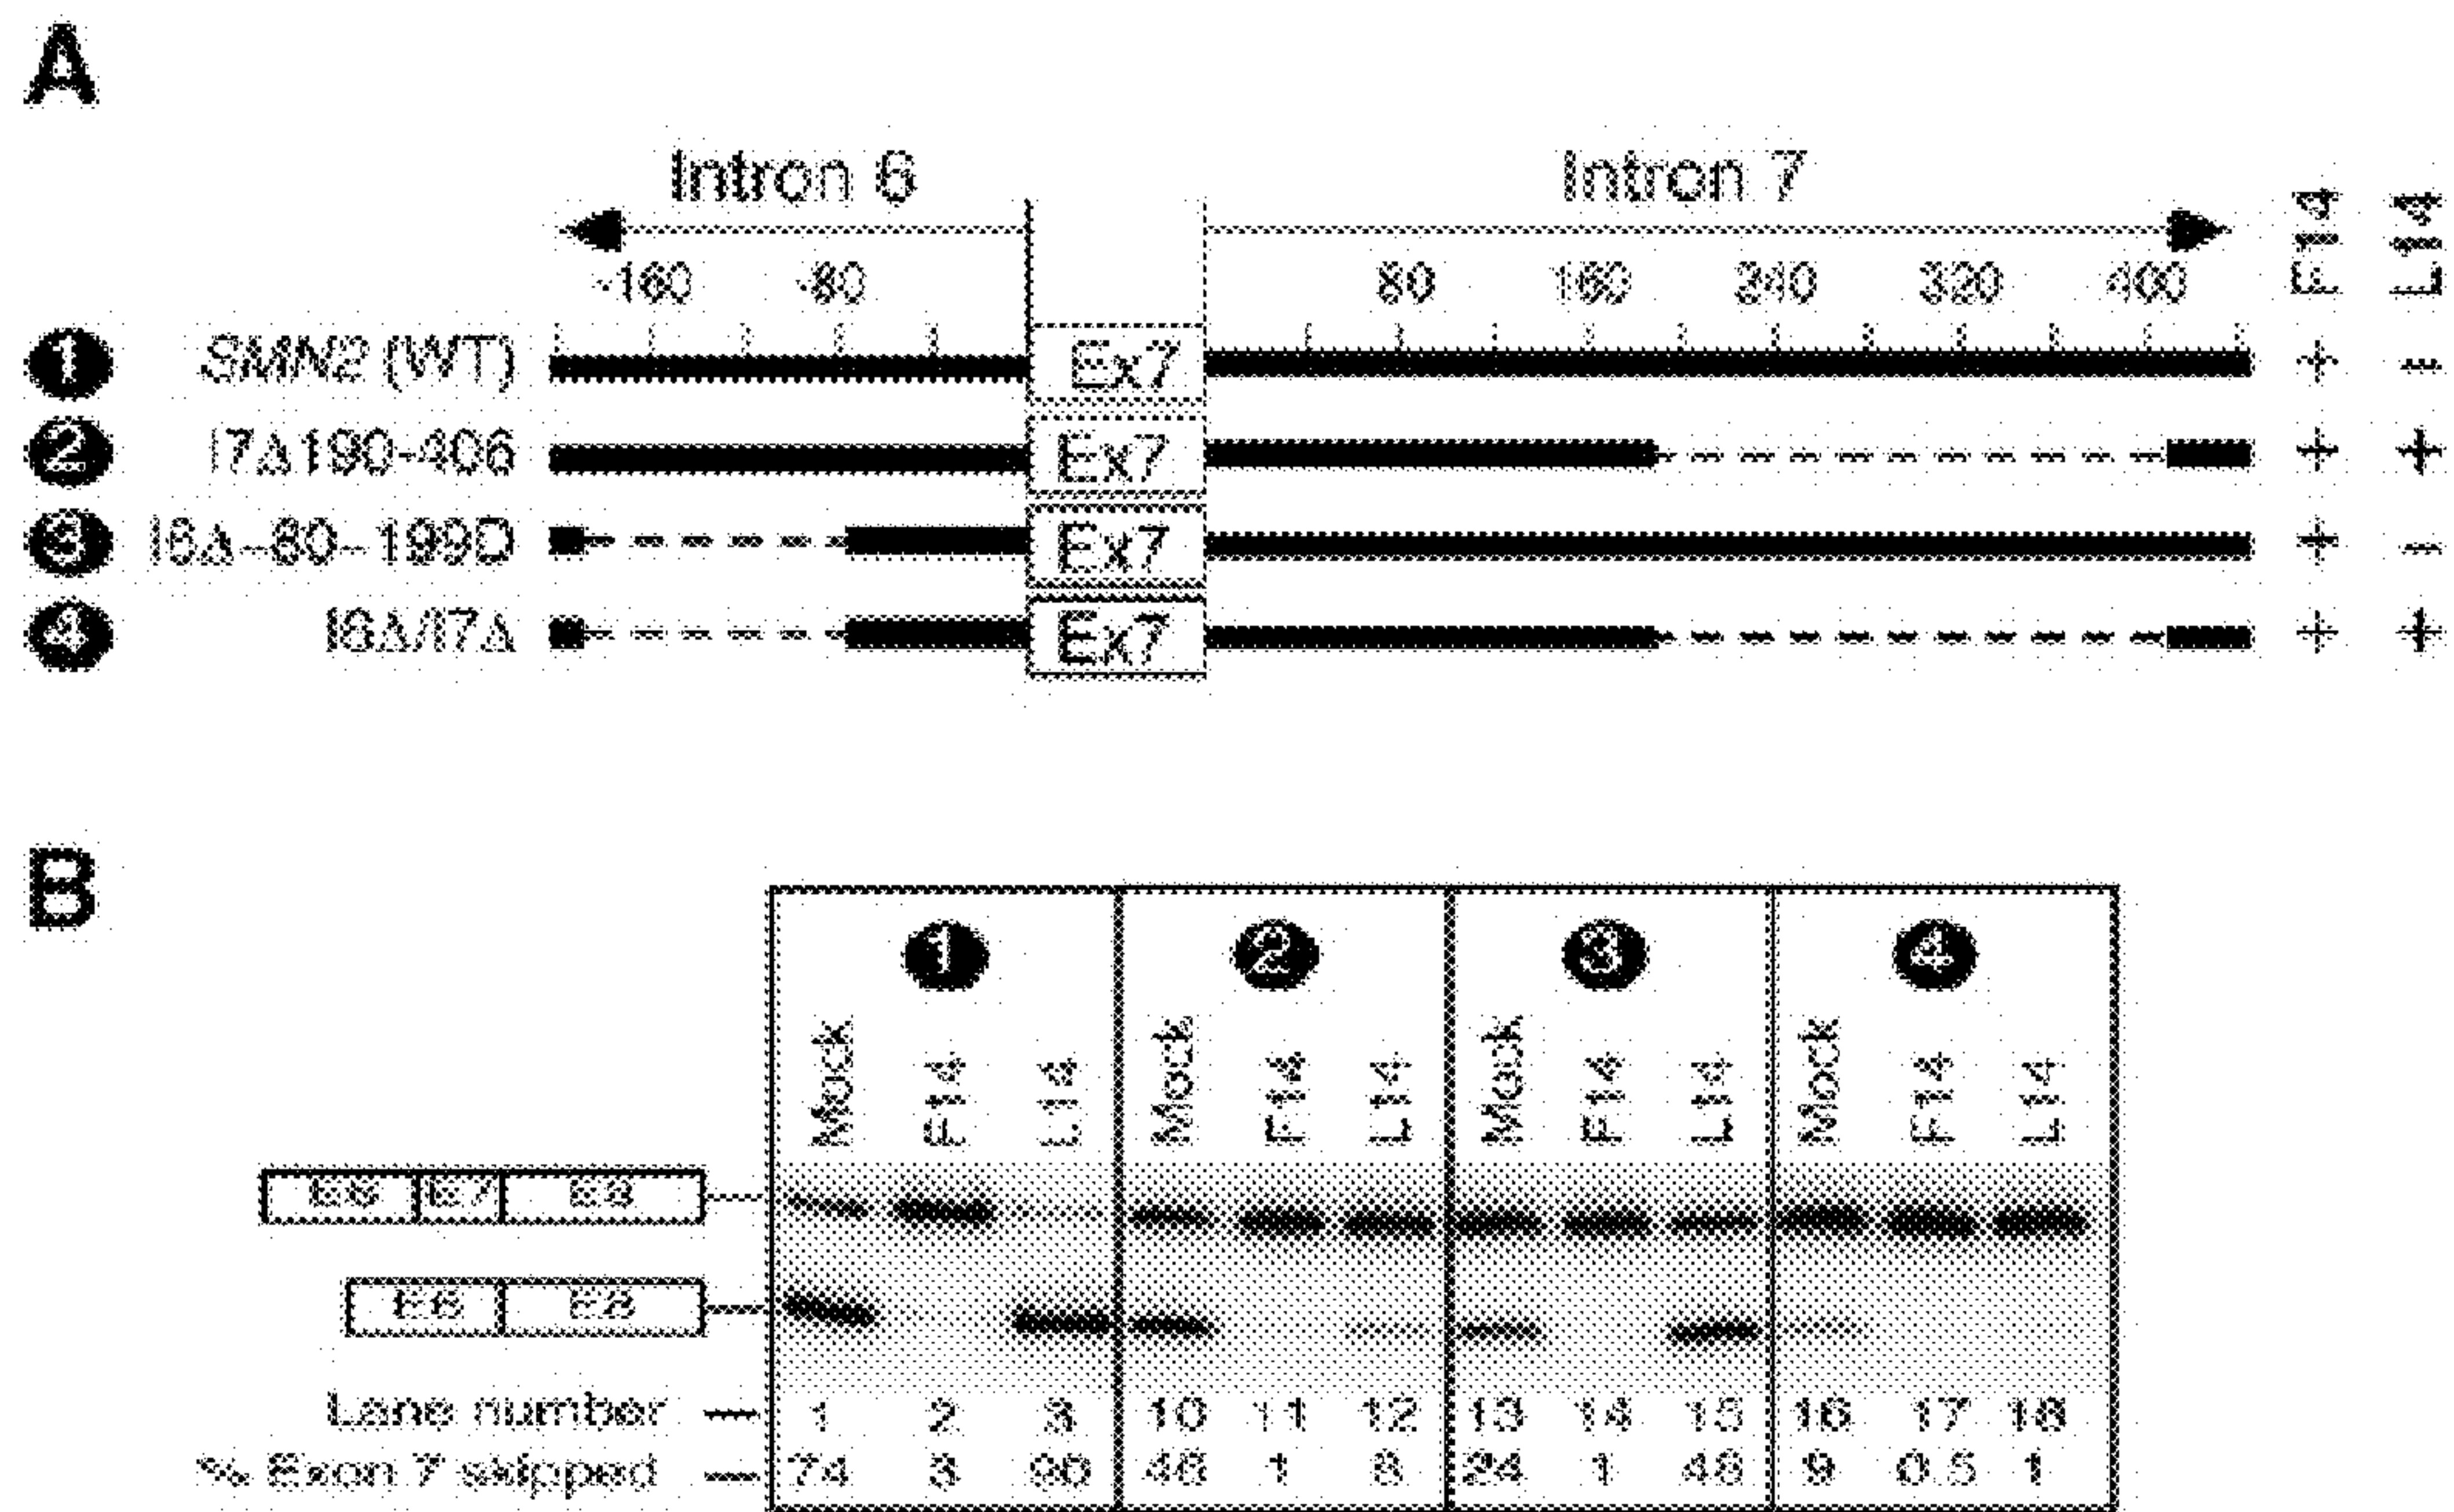 A
Intron 6 Intron 7 F14 L14
-160 -80 80 160 240 320 400
1 SMN2 (WT) Ex7 + -
2 I7Δ190-406 Ex7 + +
3 I6Δ-60-199D Ex7 + -
4 I6Δ/I7Δ Ex7 + +
B
1 2 3 4
Mock F14 L14 Mock F14 L14 Mock F14 L14 Mock F14 L14
E6 E7 E8
E6 E8
Lane number 1 2 3 10 11 12 13 14 15 16 17 18
% Exon 7 skipped 74 3 90 46 1 8 24 1 48 9 0.5 1